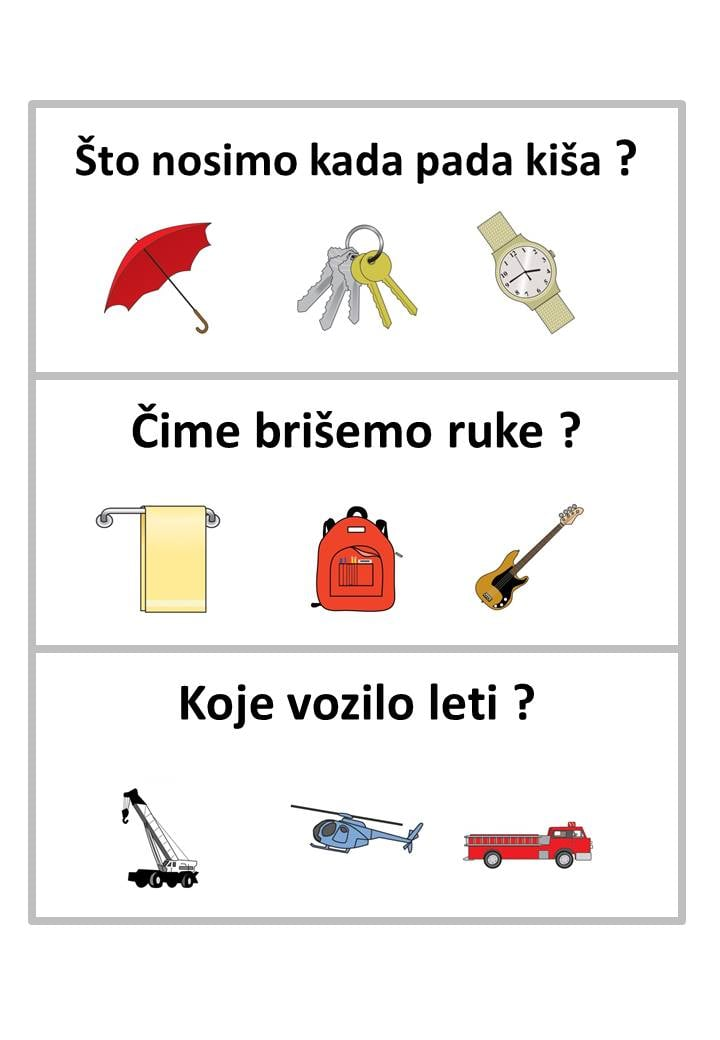 Što nosimo kada pada kiša ?
Čime brišemo ruke ?
Koje vozilo leti ?